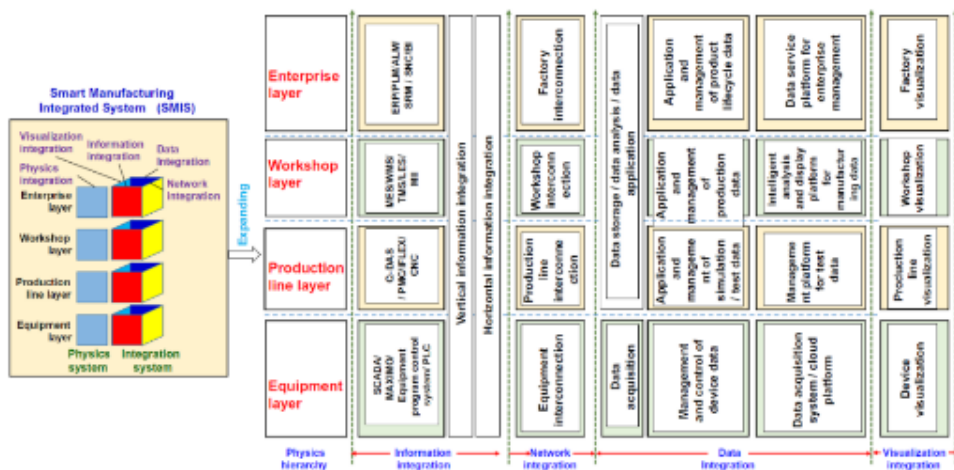 Smart Manufacturing
Integrated System (SMIS)
Visualization
integration
Information
integration
Data
Integration
Physics
integration
Network
integration
Enterprise
layer
Workshop
layer
Production
line layer
Equipment
layer
Physics
system
Integration
system
Expanding
Enterprise
layer
ERP/PLM/ALM/
SRM / SNC/BI
Factory
interconnection
Application
and
management
of product
lifecycle data
Data service
platform for
enterprise
management
Factory
visualization
Workshop
layer
MES/WMS/
TMS/LES/
Vertical information integration
Horizontal information integration
Workshop
interconn
ection
Data storage / data analysis / data
application
Application
and
management
of
production
data
Intelligent
analysis
and display
platform
for
manufactur
ing data
Workshop
visualization
Production
line layer
C-DAS
/ PMC/FLEX/
CNC
Production
line
interconne
ction
Application
and
manageme
nt of
simulation
/ test data
Manageme
nt platform
for test
data
Production
line
visualization
Equipment
layer
SCADA/
MAXIMO/
Equipment
program control
system/ PLC
Equipment
interconnection
Data
acquisition
Management
and control of
device data
Data acquisition
system / cloud
platform
Device
visualization
Physics
hierarchy
Information
integration
Network
integration
Data
Integration
Visualization
integration